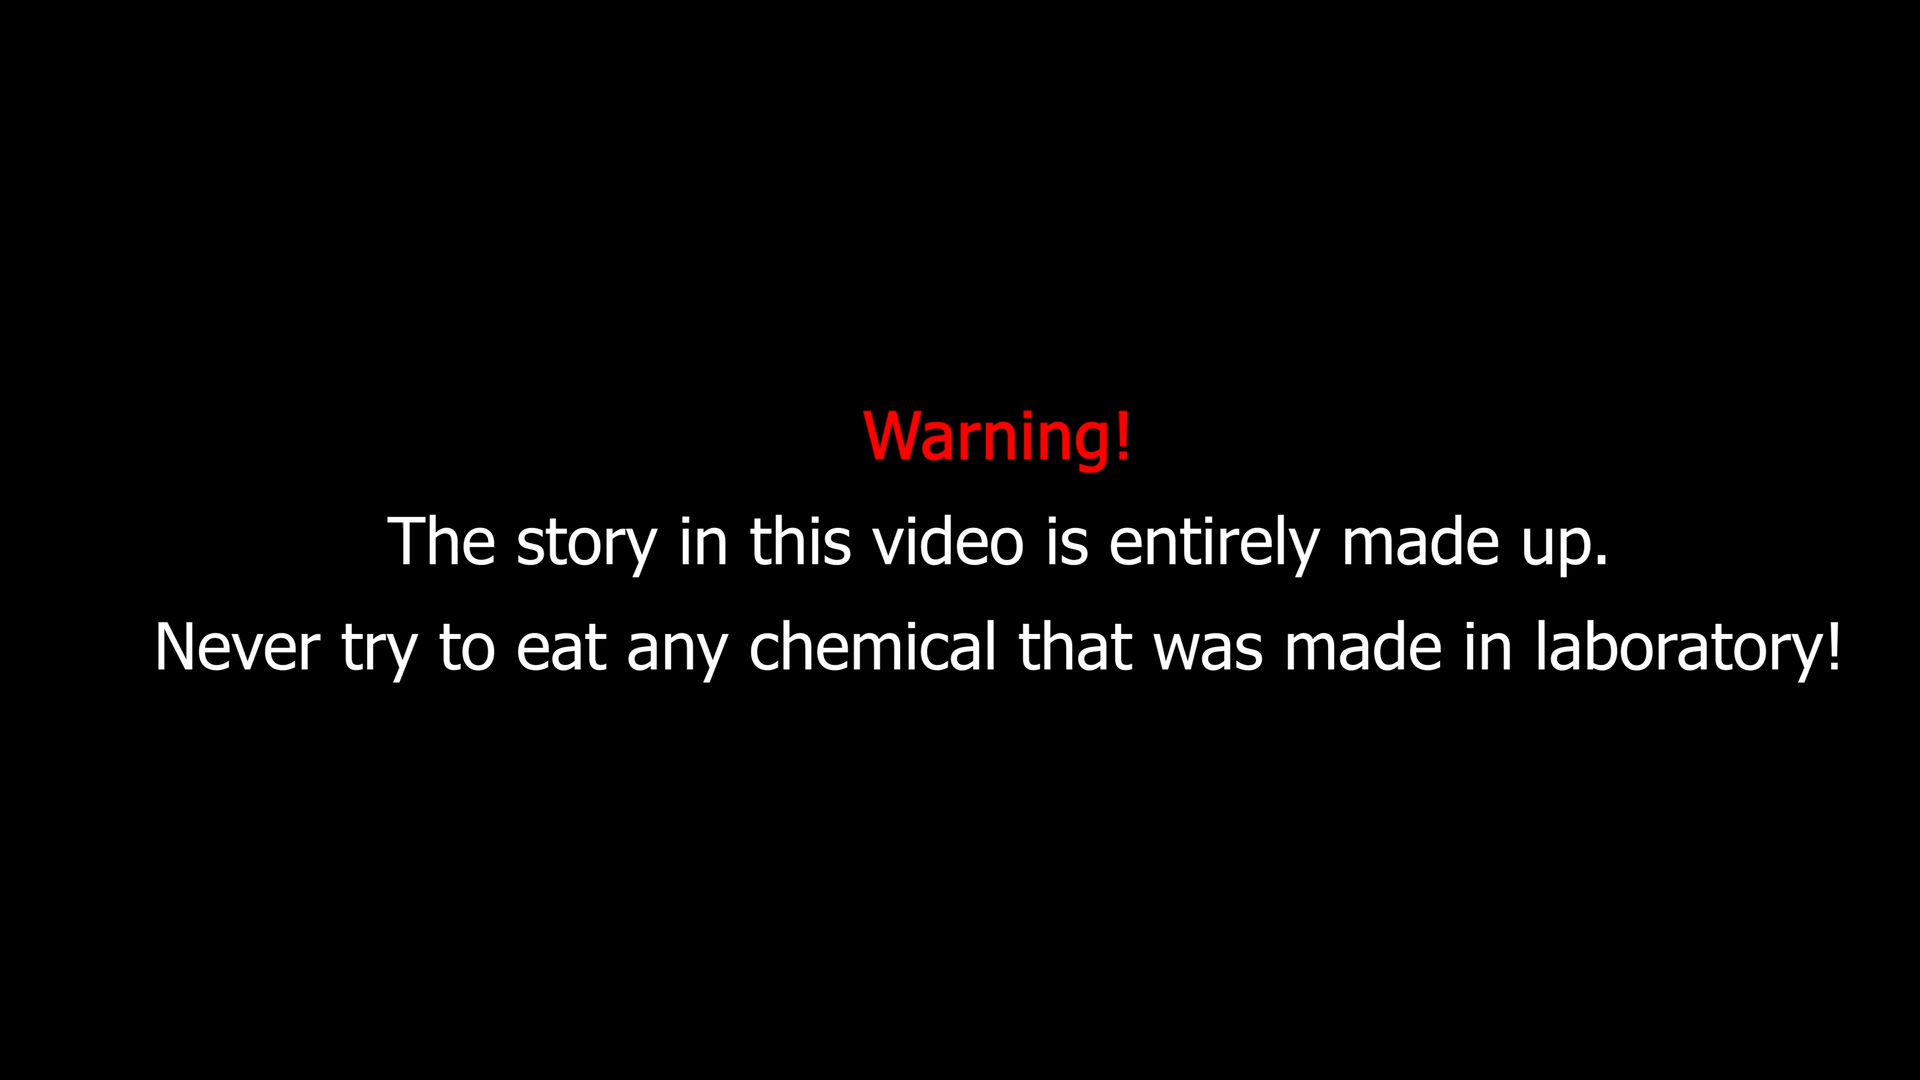 Warning!
The story in this video is entirely made up.
Never try to eat any chemical that was made in laboratory!